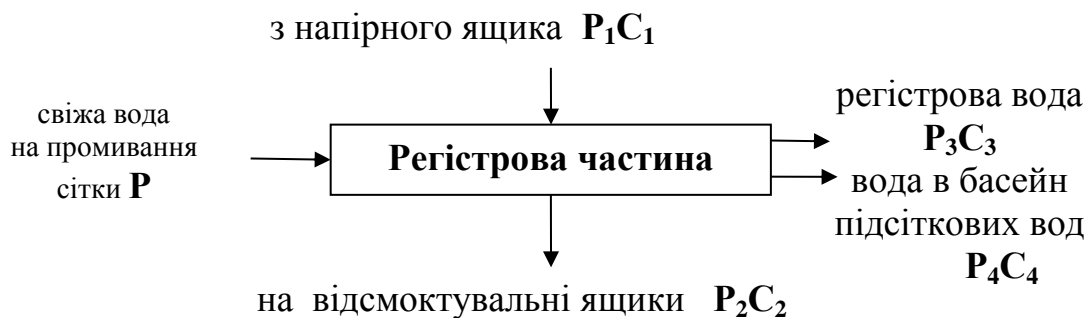 з напірного ящика P₁C₁
свіжа вода
на промивання
сітки P
Регістрова частина
регістрова вода
P₃C₃
вода в басейн
підсіткових вод
P₄C₄
на відсмоктувальні ящики P₂C₂